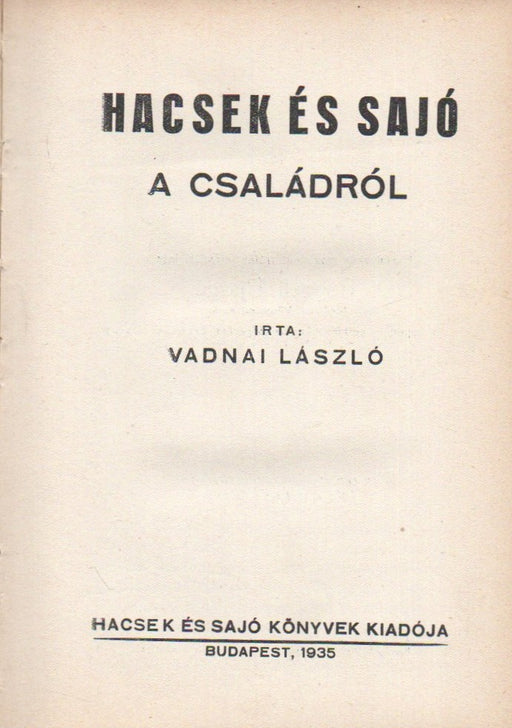 HACSEK ÉS SAJÓ
A CSALÁDRÓL
IRTA:
VADNAI LÁSZLÓ
HACSEK ÉS SAJÓ KÖNYVEK KIADÓJA
BUDAPEST, 1935